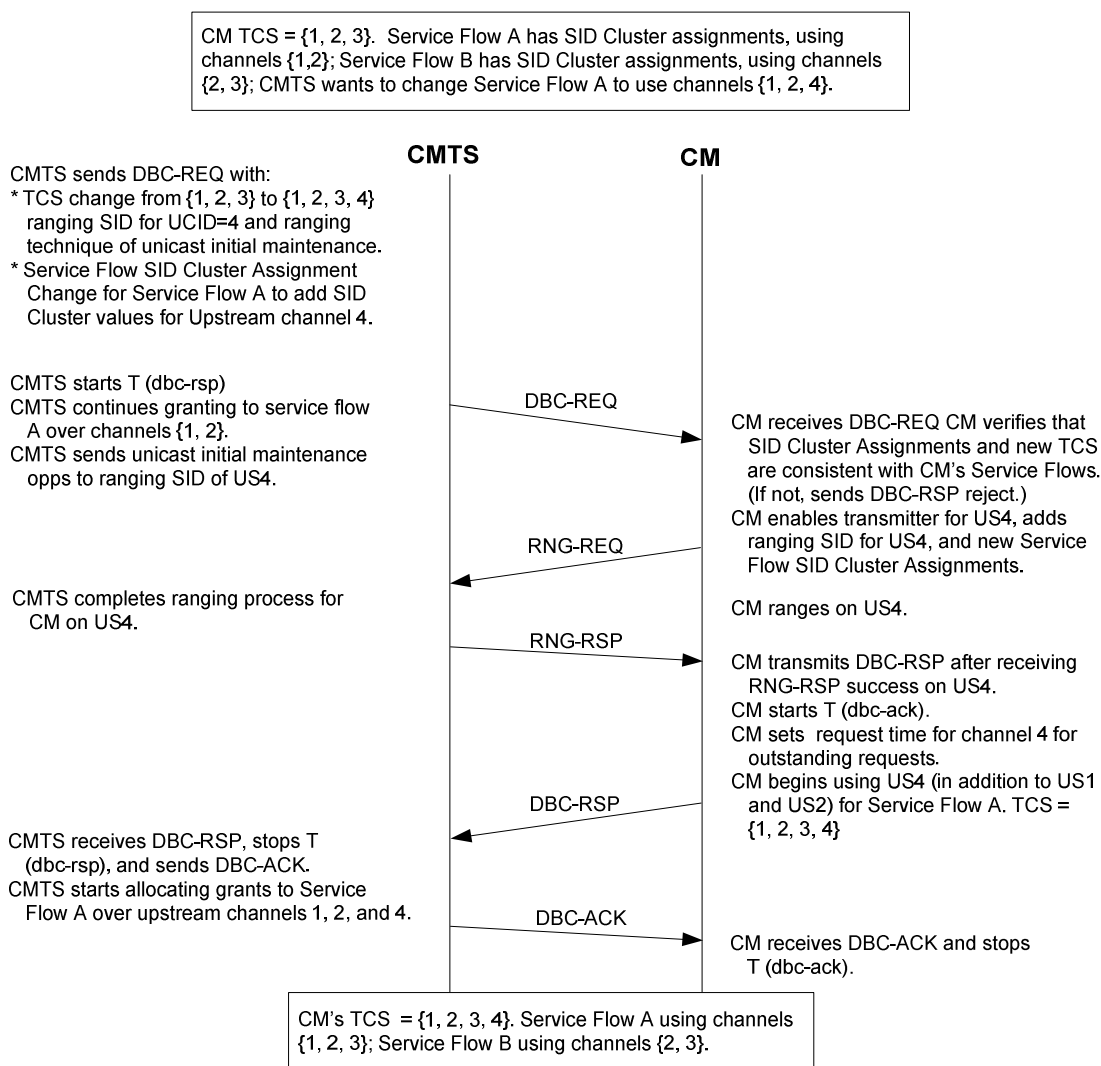 CM TCS = {1, 2, 3}.  Service Flow A has SID Cluster assignments, using
channels {1,2}; Service Flow B has SID Cluster assignments, using channels
{2, 3}; CMTS wants to change Service Flow A to use channels {1, 2, 4}.
CMTS
CM
CMTS sends DBC-REQ with:
* TCS change from {1, 2, 3} to {1, 2, 3, 4}
ranging SID for UCID=4 and ranging
technique of unicast initial maintenance.
* Service Flow SID Cluster Assignment
Change for Service Flow A to add SID
Cluster values for Upstream channel 4.
CMTS starts T (dbc-rsp)
CMTS continues granting to service flow
A over channels {1, 2}.
CMTS sends unicast initial maintenance
opps to ranging SID of US4.
DBC-REQ
CM receives DBC-REQ CM verifies that
SID Cluster Assignments and new TCS
are consistent with CM's Service Flows.
(If not, sends DBC-RSP reject.)
CM enables transmitter for US4, adds
ranging SID for US4, and new Service
Flow SID Cluster Assignments.
RNG-REQ
CMTS completes ranging process for
CM on US4.
CM ranges on US4.
RNG-RSP
CM transmits DBC-RSP after receiving
RNG-RSP success on US4.
CM starts T (dbc-ack).
CM sets  request time for channel 4 for
outstanding requests.
CM begins using US4 (in addition to US1
and US2) for Service Flow A. TCS =
{1, 2, 3, 4}
DBC-RSP
CMTS receives DBC-RSP, stops T
(dbc-rsp), and sends DBC-ACK.
CMTS starts allocating grants to Service
Flow A over upstream channels 1, 2, and 4.
DBC-ACK
CM receives DBC-ACK and stops
T (dbc-ack).
CM's TCS  = {1, 2, 3, 4}. Service Flow A using channels
{1, 2, 3}; Service Flow B using channels {2, 3}.